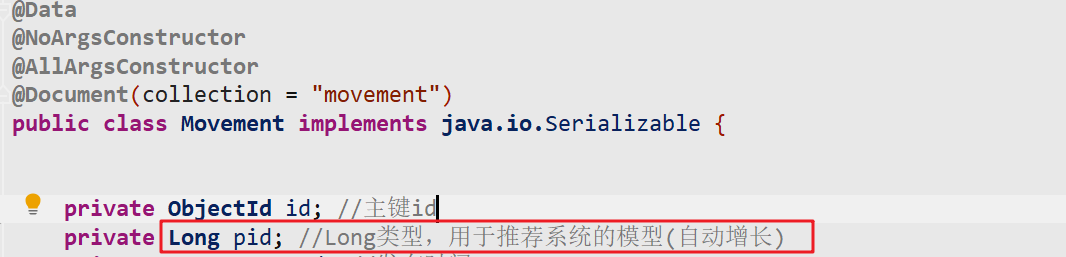 @Data
@NoArgsConstructor
@AllArgsConstructor
@Document(collection = "movement")
public class Movement implements java.io.Serializable {
private ObjectId id; //主键id
private Long pid; //Long类型，用于推荐系统的模型(自动增长)